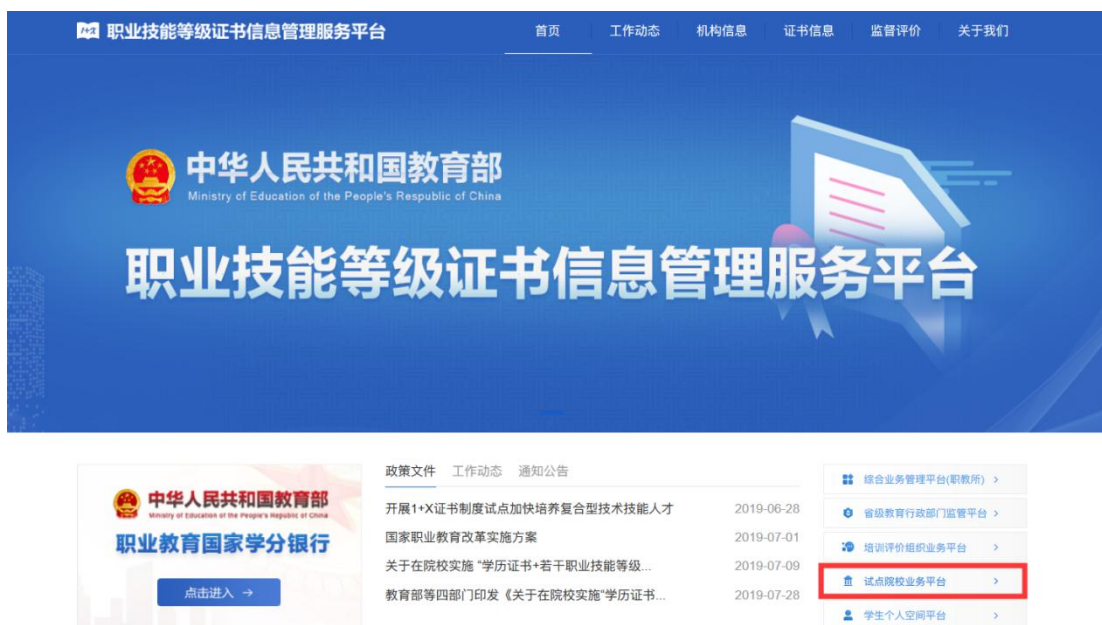 1+X 职业技能等级证书信息管理服务平台
首页 工作动态 机构信息 证书信息 监督评价 关于我们
中华人民共和国教育部
Ministry of Education of the People's Respublic of China
职业技能等级证书信息管理服务平台
中华人民共和国教育部
Ministry of Education of the People's Republic of China
职业教育国家学分银行
点击进入 →
政策文件 工作动态 通知公告
开展1+X证书制度试点加快培养复合型技术技能人才 2019-06-28
国家职业教育改革实施方案 2019-07-01
关于在院校实施 “学历证书+若干职业技能等级... 2019-07-09
教育部等四部门印发《关于在院校实施“学历证书... 2019-07-28
综合业务管理平台(职教所) >
省级教育行政部门监管平台 >
培训评价组织业务平台 >
试点院校业务平台 >
学生个人空间平台 >